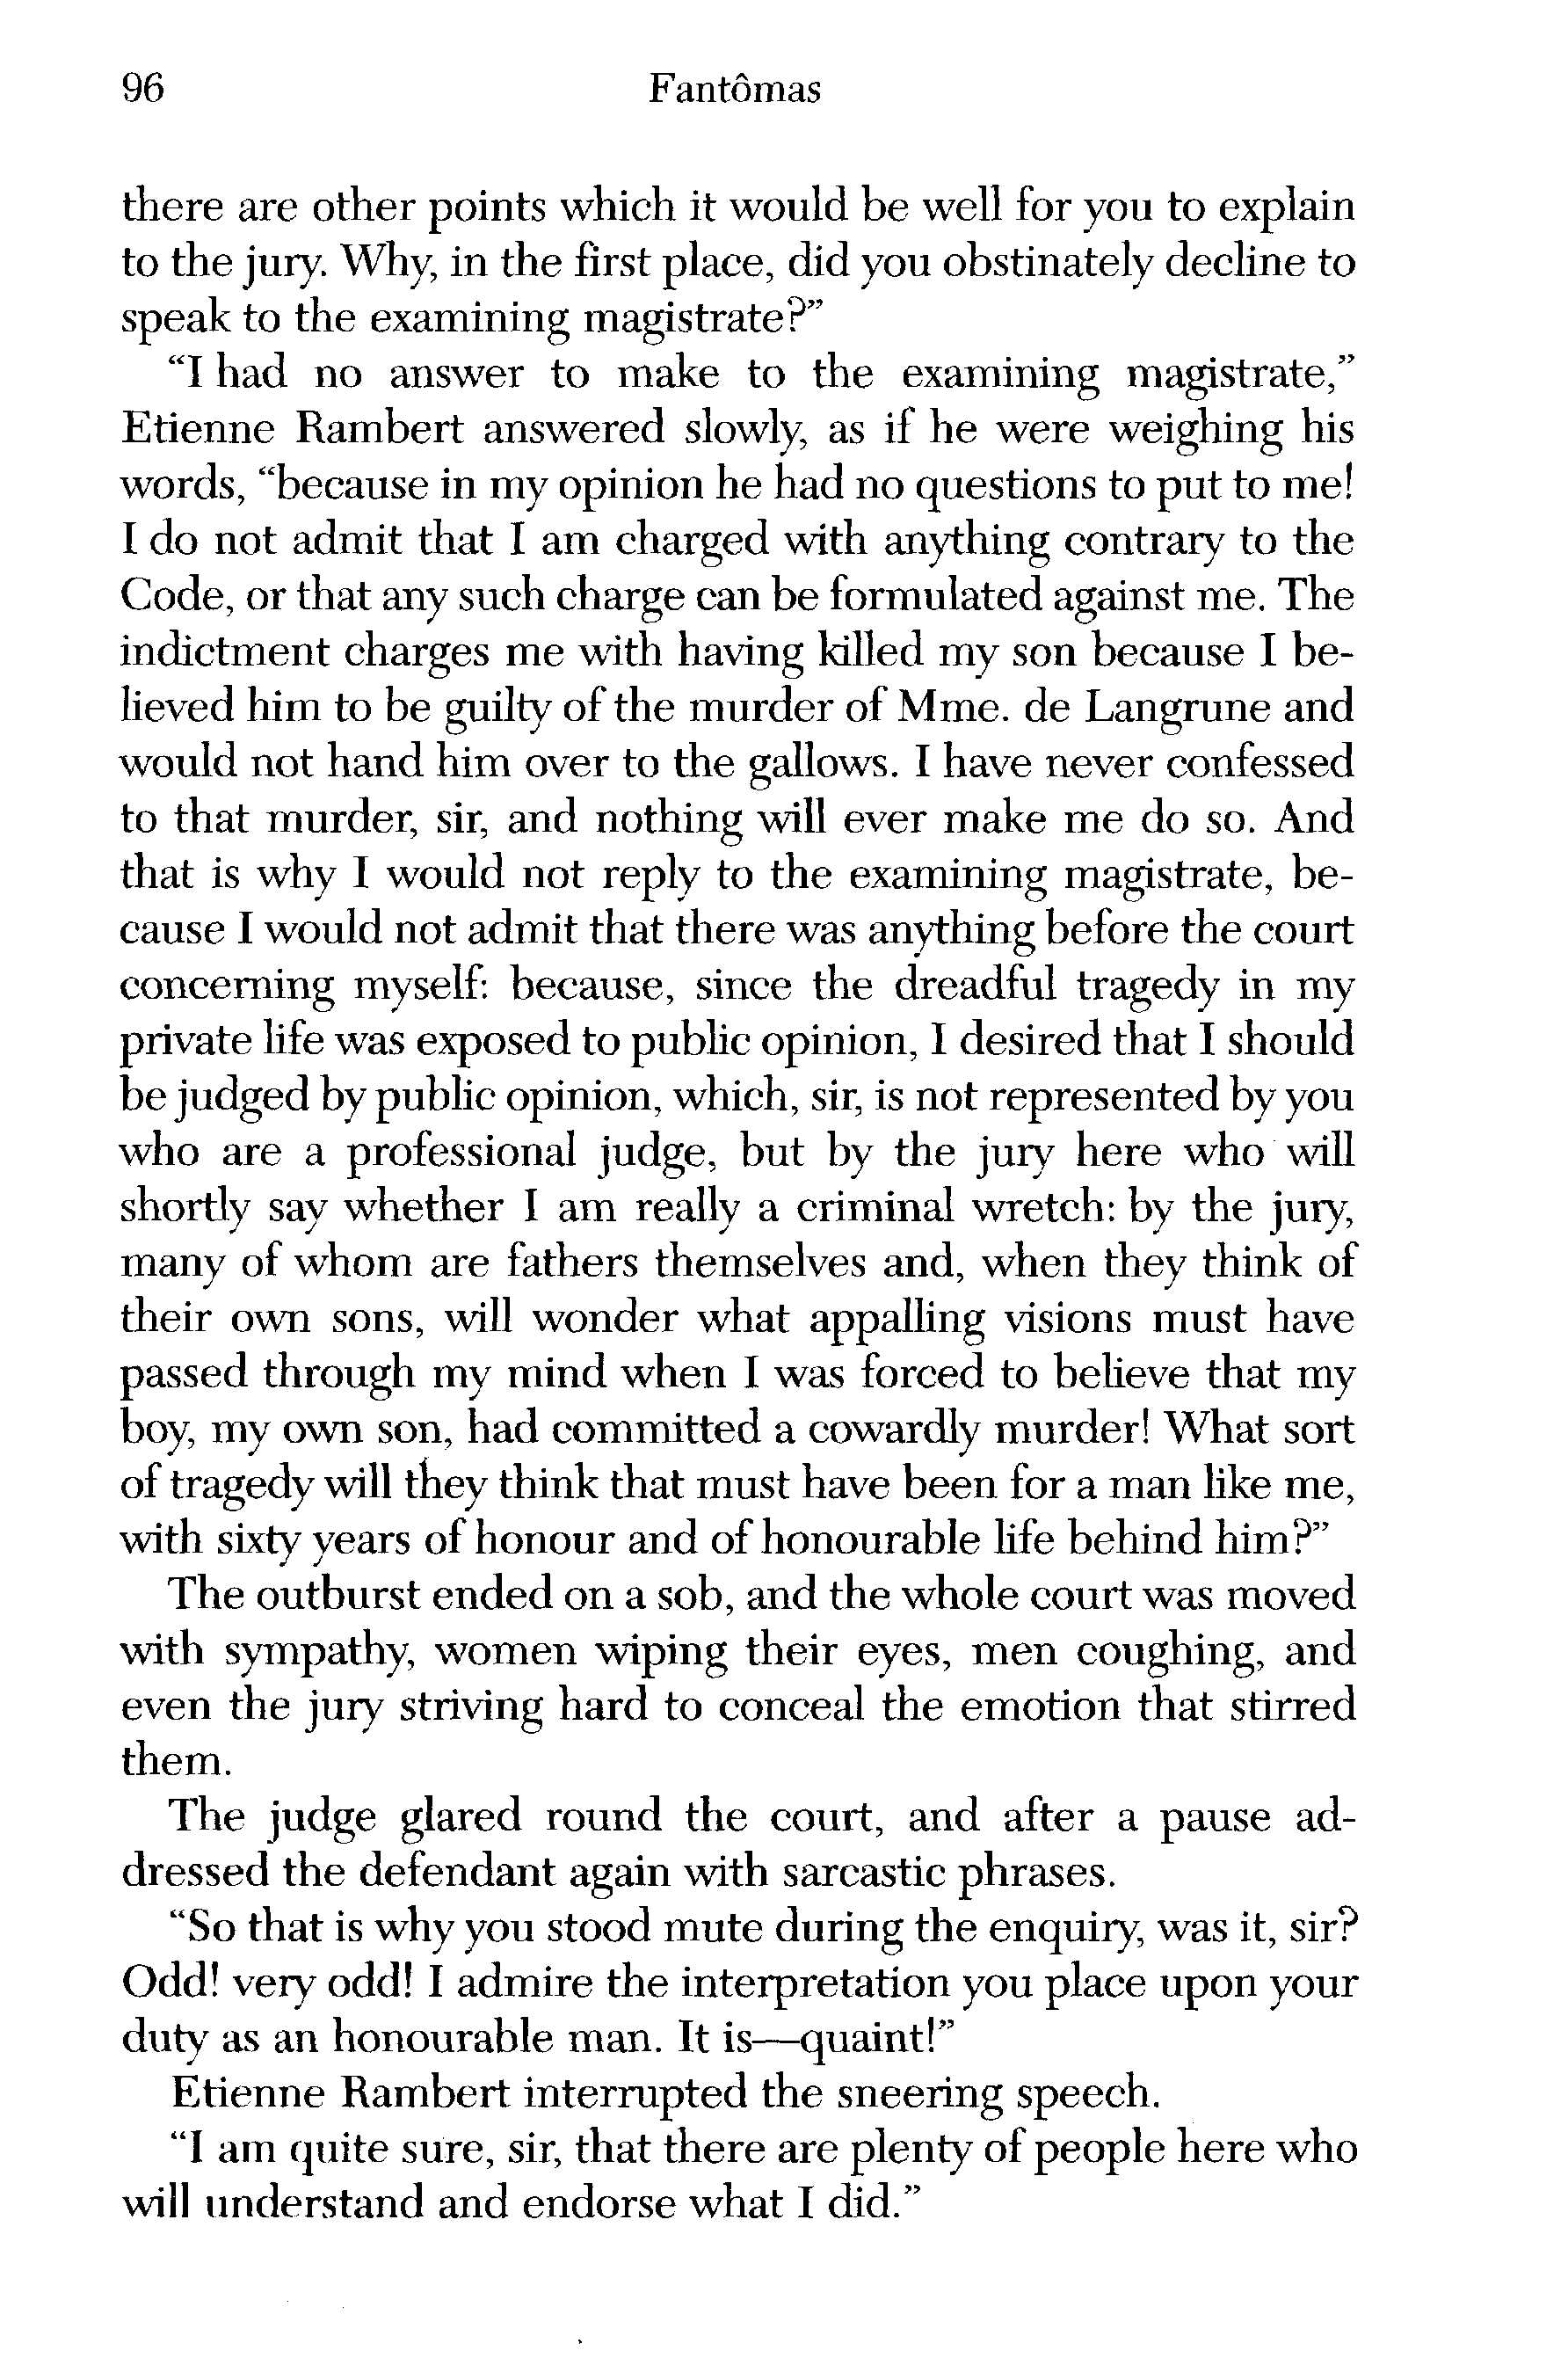 96 Fantômas
there are other points which it would be well for you to explain
to the jury. Why, in the first place, did you obstinately decline to
speak to the examining magistrate?”
“I had no answer to make to the examining magistrate,”
Etienne Rambert answered slowly, as if he were weighing his
words, “because in my opinion he had no questions to put to me!
I do not admit that I am charged with anything contrary to the
Code, or that any such charge can be formulated against me. The
indictment charges me with having killed my son because I be-
lieved him to be guilty of the murder of Mme. de Langrune and
would not hand him over to the gallows. I have never confessed
to that murder, sir, and nothing will ever make me do so. And
that is why I would not reply to the examining magistrate, be-
cause I would not admit that there was anything before the court
concerning myself: because, since the dreadful tragedy in my
private life was exposed to public opinion, I desired that I should
be judged by public opinion, which, sir, is not represented by you
who are a professional judge, but by the jury here who will
shortly say whether I am really a criminal wretch: by the jury,
many of whom are fathers themselves and, when they think of
their own sons, will wonder what appalling visions must have
passed through my mind when I was forced to believe that my
boy, my own son, had committed a cowardly murder! What sort
of tragedy will they think that must have been for a man like me,
with sixty years of honour and of honourable life behind him?”
The outburst ended on a sob, and the whole court was moved
with sympathy, women wiping their eyes, men coughing, and
even the jury striving hard to conceal the emotion that stirred
them.
The judge glared round the court, and after a pause ad-
dressed the defendant again with sarcastic phrases.
“So that is why you stood mute during the enquiry, was it, sir?
Odd! very odd! I admire the interpretation you place upon your
duty as an honourable man. It is—quaint!”
Etienne Rambert interrupted the sneering speech.
“I am quite sure, sir, that there are plenty of people here who
will understand and endorse what I did.”